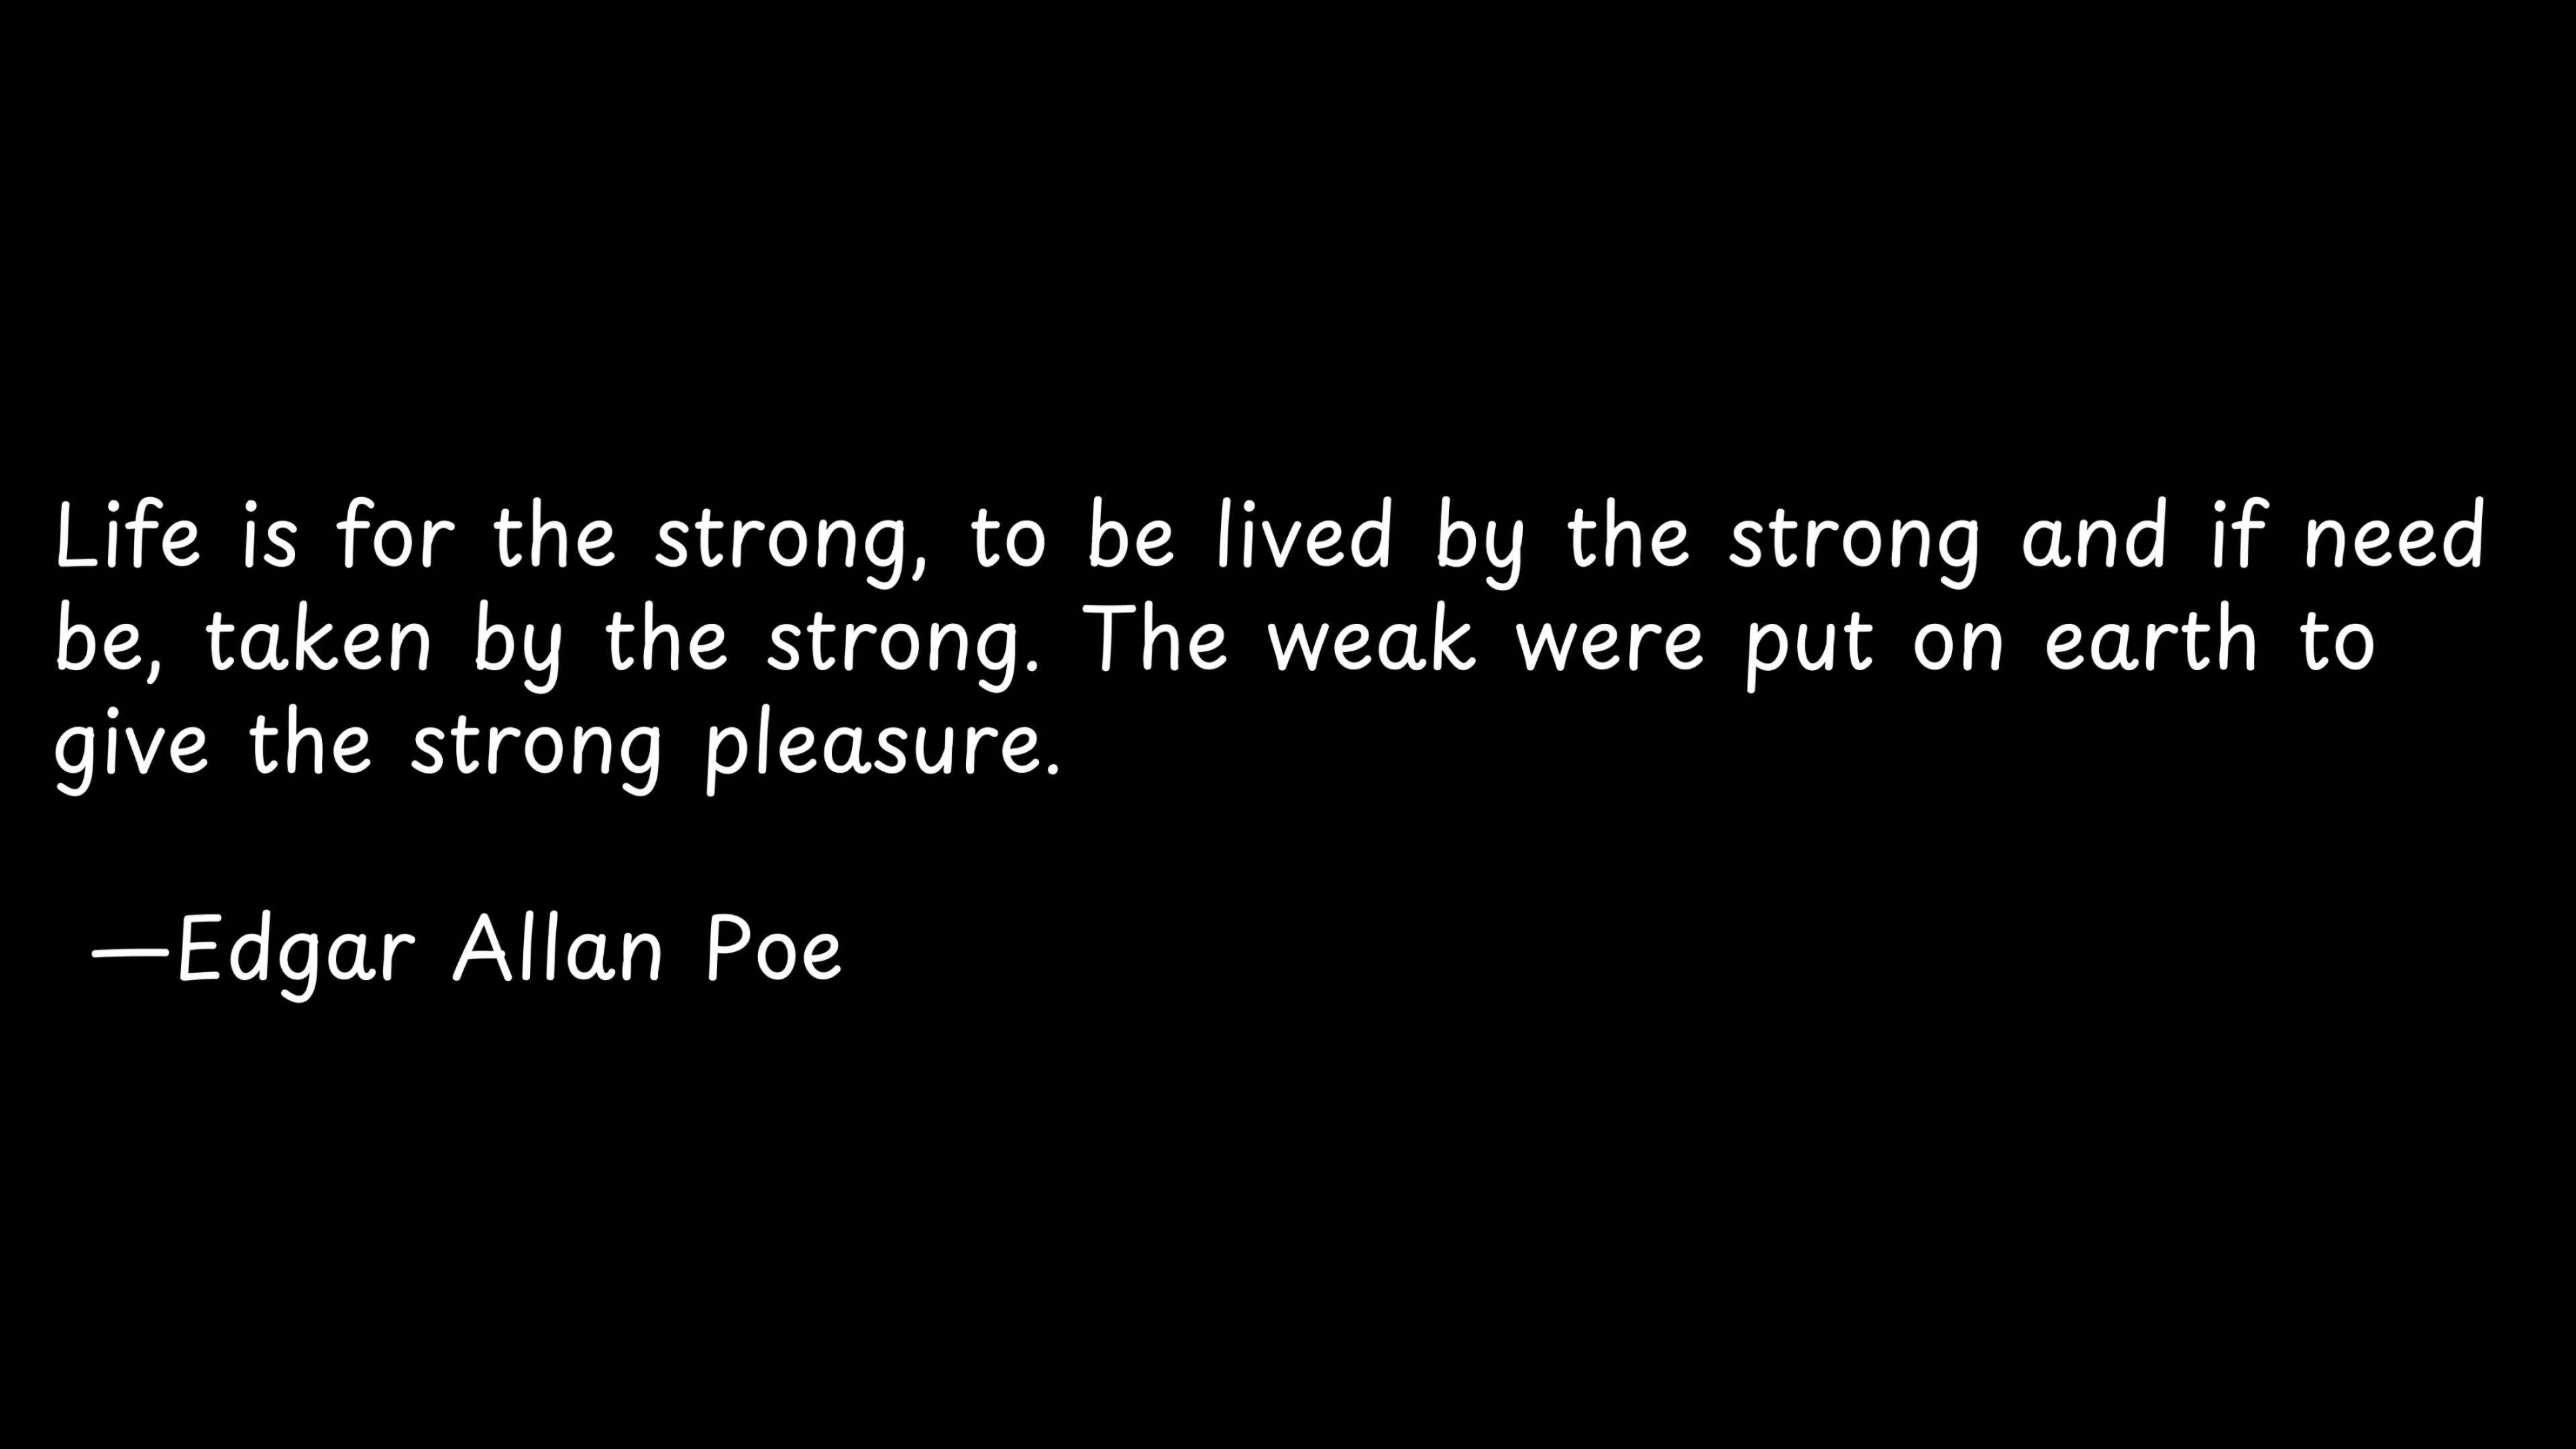 Life is for the strong, to be lived by the strong and if need
be, taken by the strong. The weak were put on earth to
give the strong pleasure.
—Edgar Allan Poe